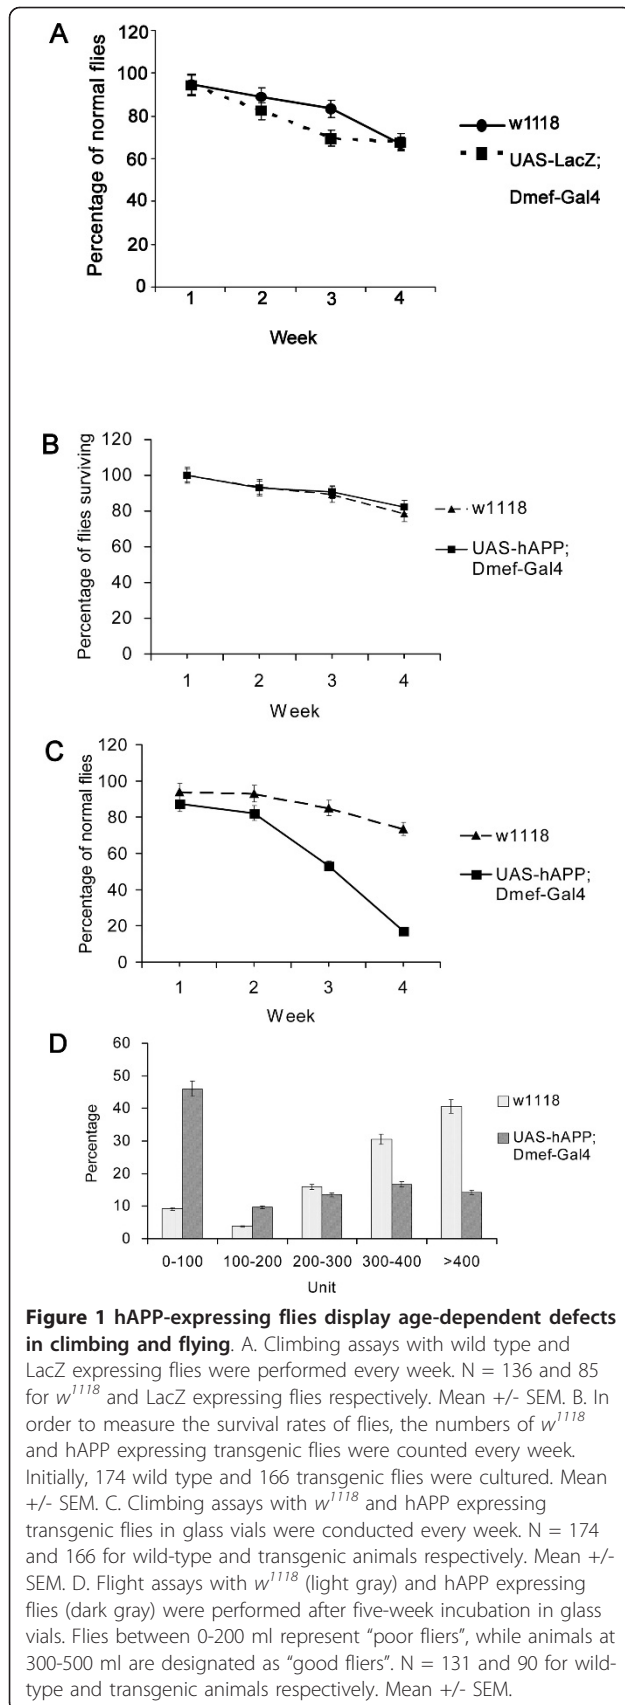 A
120
100
80
60
40
20
0
Percentage of normal flies
1 2 3 4
Week
w1118
UAS-LacZ;
Dmef-Gal4
B
120
100
80
60
40
20
0
Percentage of flies surviving
1 2 3 4
Week
w1118
UAS-hAPP;
Dmef-Gal4
C
120
100
80
60
40
20
0
Percentage of normal flies
1 2 3 4
Week
w1118
UAS-hAPP;
Dmef-Gal4
D
60
50
40
30
20
10
0
Percentage
0-100 100-200 200-300 300-400 >400
Unit
w1118
UAS-hAPP;
Dmef-Gal4
Figure 1 hAPP-expressing flies display age-dependent defects
in climbing and flying. A. Climbing assays with wild type and
LacZ expressing flies were performed every week. N = 136 and 85
for w1118 and LacZ expressing flies respectively. Mean +/- SEM. B. In
order to measure the survival rates of flies, the numbers of w1118
and hAPP expressing transgenic flies were counted every week.
Initially, 174 wild type and 166 transgenic flies were cultured. Mean
+/- SEM. C. Climbing assays with w1118 and hAPP expressing
transgenic flies in glass vials were conducted every week. N = 174
and 166 for wild-type and transgenic animals respectively. Mean +/-
SEM. D. Flight assays with w1118 (light gray) and hAPP expressing
flies (dark gray) were performed after five-week incubation in glass
vials. Flies between 0-200 ml represent “poor fliers”, while animals at
300-500 ml are designated as “good fliers”. N = 131 and 90 for wild-
type and transgenic animals respectively. Mean +/- SEM.